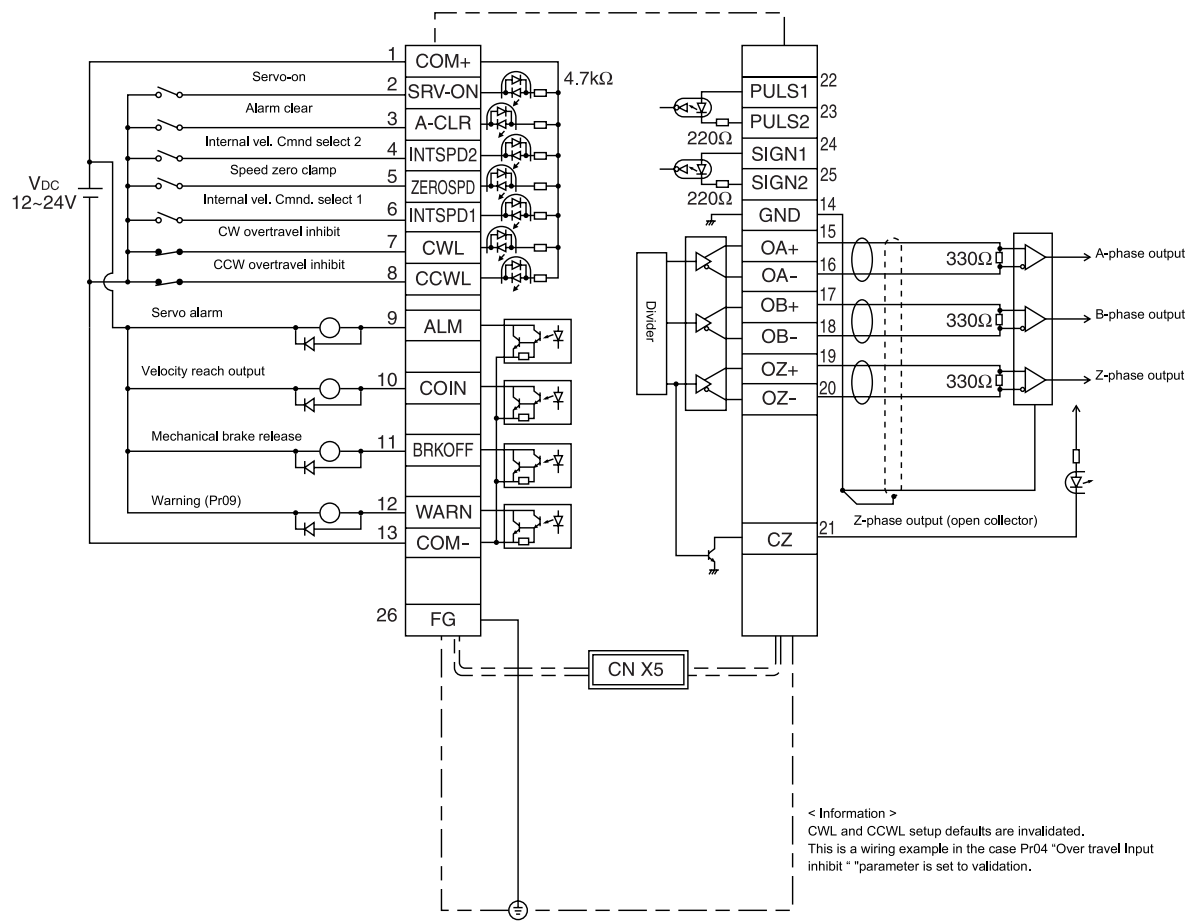 1 COM+
4.7kΩ
Servo-on 2 SRV-ON
Alarm clear 3 A-CLR
Internal vel. Cmnd select 2 4 INTSPD2
Speed zero clamp 5 ZEROSPD
Internal vel. Cmnd. select 1 6 INTSPD1
CW overtravel inhibit 7 CWL
CCW overtravel inhibit 8 CCWL
VDC
12~24V
Servo alarm 9 ALM
Velocity reach output 10 COIN
Mechanical brake release 11 BRKOFF
Warning (Pr09) 12 WARN
13 COM-
26 FG
CN X5
PULS1 22
220Ω PULS2 23
SIGN1 24
220Ω SIGN2 25
GND 14
Divider
OA+ 15
OA- 16
330Ω A-phase output
OB+ 17
OB- 18
330Ω B-phase output
OZ+ 19
OZ- 20
330Ω Z-phase output
Z-phase output (open collector)
CZ 21
< Information >
CWL and CCWL setup defaults are invalidated.
This is a wiring example in the case Pr04 “Over travel Input
inhibit “ "parameter is set to validation.